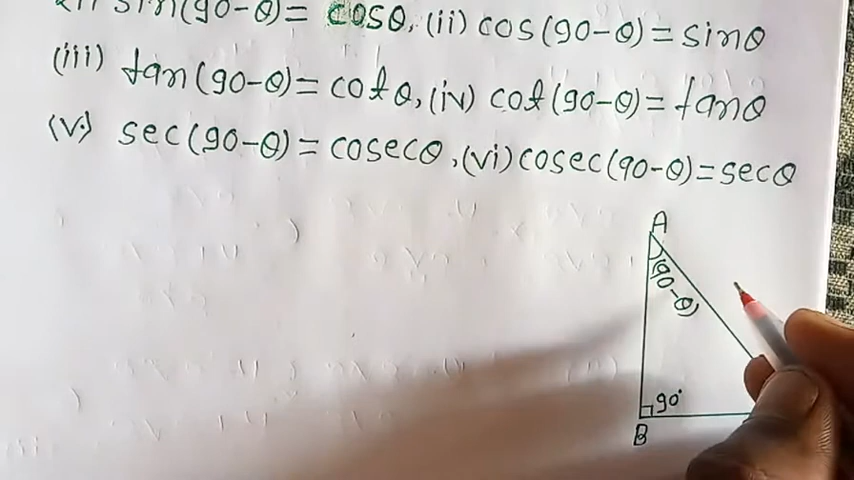 sin(90-θ)= cosθ, (ii) cos(90-θ)=sinθ
(iii) tan(90-θ)=cotθ,(iv) cot(90-θ)=tanθ
(v) sec(90-θ)=cosecθ,(vi)cosec(90-θ)=secθ
A
(90-θ)
90°
B